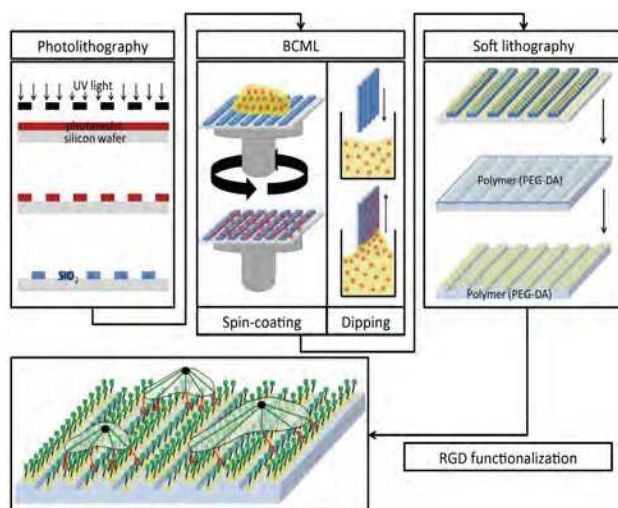 Photolithography
UV light
photoresist
silicon wafer
SiO2
BCML
Spin-coating
Dipping
Soft lithography
Polymer (PEG-DA)
Polymer (PEG-DA)
RGD functionalization